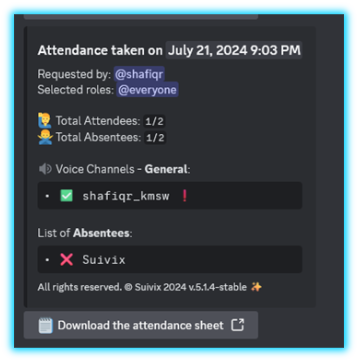 Attendance taken on July 21, 2024 9:03 PM
Requested by: @shafiqr
Selected roles: @everyone
Total Attendees: 1/2
Total Absentees: 1/2
Voice Channels - General:
• ✅ shafiqr_kmsw ❗
List of Absentees:
• ❌ Suivix
All rights reserved. © Suivix 2024 v.5.1.4-stable ✨
Download the attendance sheet